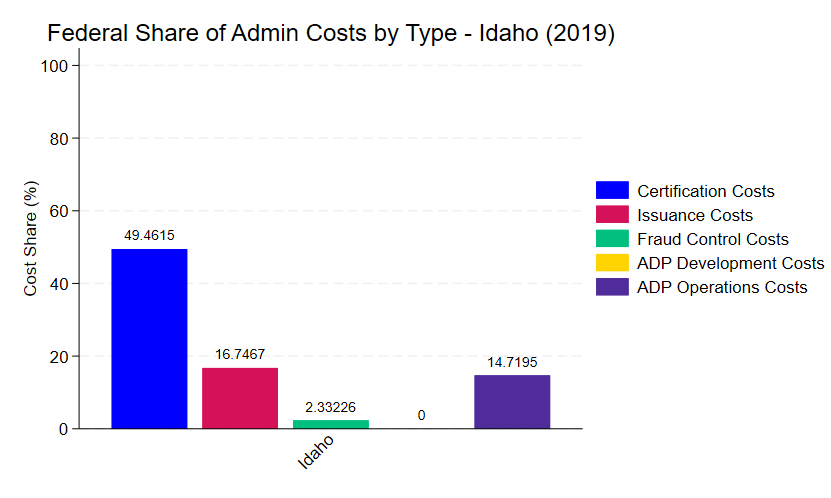 Federal Share of Admin Costs by Type - Idaho (2019)
100
80
60
40
20
0
Cost Share (%)
49.4615
16.7467
2.33226
0
14.7195
Idaho
Certification Costs
Issuance Costs
Fraud Control Costs
ADP Development Costs
ADP Operations Costs